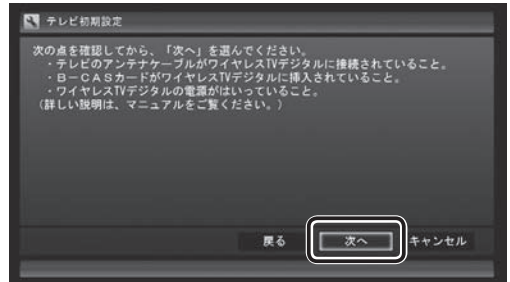 テレビ初期設定
次の点を確認してから、「次へ」を選んでください。
・テレビのアンテナケーブルがワイヤレスTVデジタルに接続されていること。
・B－CASカードがワイヤレスTVデジタルに挿入されていること。
・ワイヤレスTVデジタルの電源がはいっていること。
（詳しい説明は、マニュアルをご覧ください。）
戻る 次へ キャンセル